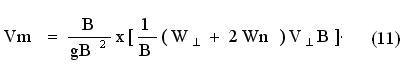 Vm = B / gB² x [ 1/B ( W⊥ + 2 Wn ) V⊥ B ]· (11)